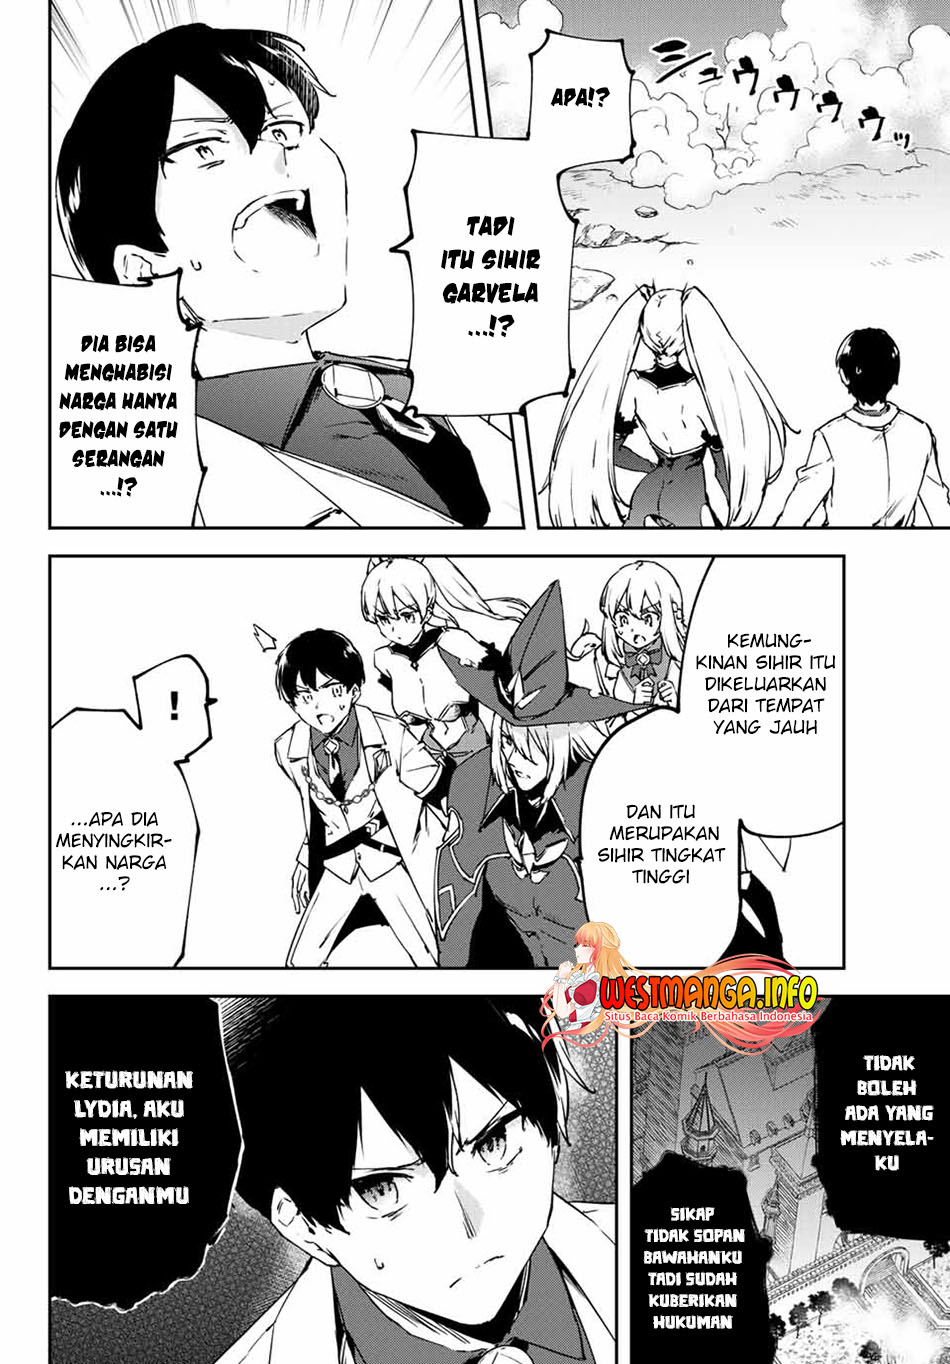 シュウウウウッ
APA!?
TADI
ITU SIHIR
GARVELA
...!?
DIA BISA
MENGHABISI
NARGA HANYA
DENGAN SATU
SERANGAN
...!?
KEMUNG-
KINAN SIHIR ITU
DIKELUARKAN
DARI TEMPAT
YANG JAUH
DAN ITU
MERUPAKAN
SIHIR TINGKAT
TINGGI
!
...APA DIA
MENYINGKIR-
KAN NARGA
...?
WESTMANGA.INFO
Situs Baca Komik Berbahasa Indonesia
TIDAK
BOLEH
ADA YANG
MENYELA-
KU
SIKAP
TIDAK SOPAN
BAWAHANKU
TADI SUDAH
KUBERIKAN
HUKUMAN
KETURUNAN
LYDIA, AKU
MEMILIKI
URUSAN
DENGANMU